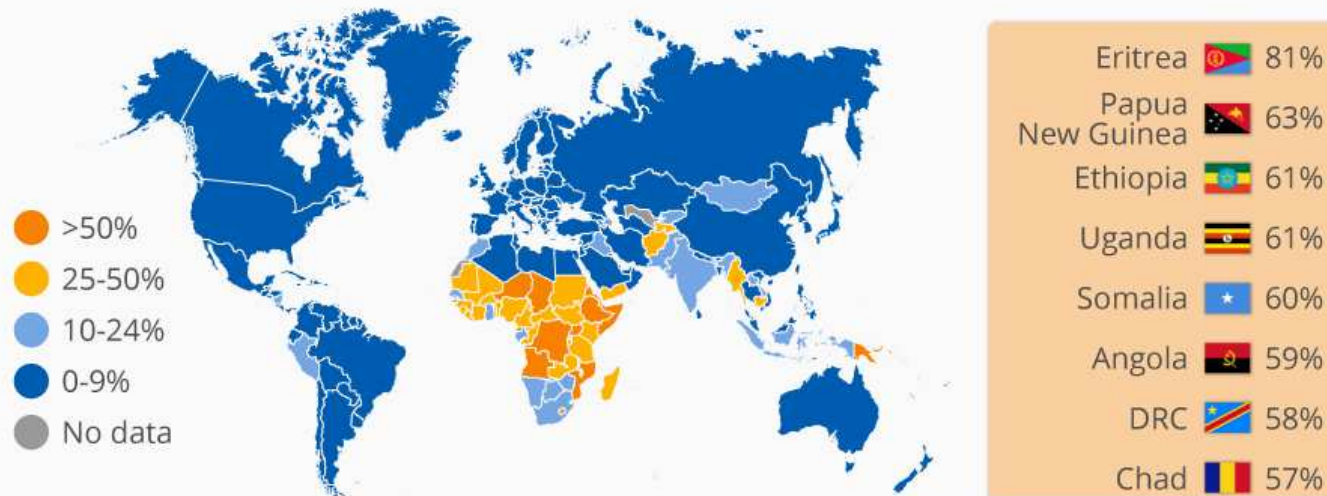 >50%
25-50%
10-24%
0-9%
No data
Eritrea 81%
Papua
New Guinea 63%
Ethiopia 61%
Uganda 61%
Somalia 60%
Angola 59%
DRC 58%
Chad 57%